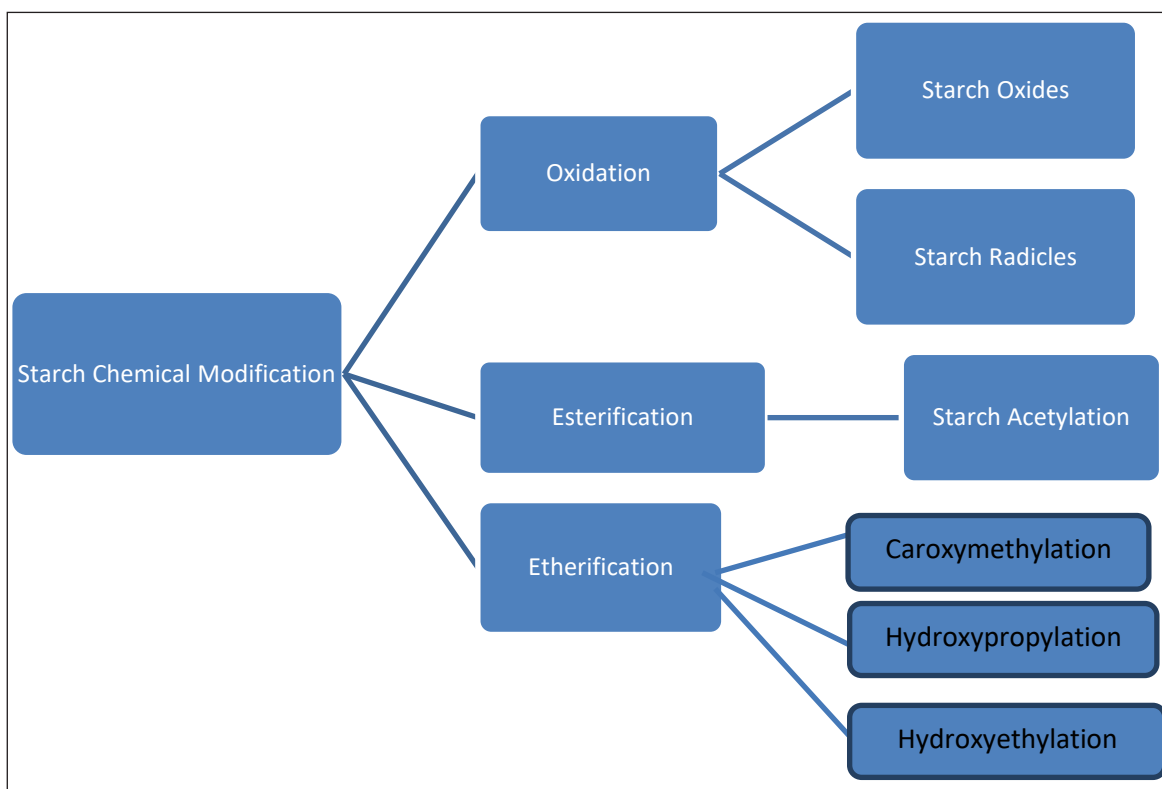 Starch Chemical Modification
Oxidation
Starch Oxides
Starch Radicles
Esterification
Starch Acetylation
Etherification
Caroxymethylation
Hydroxypropylation
Hydroxyethylation